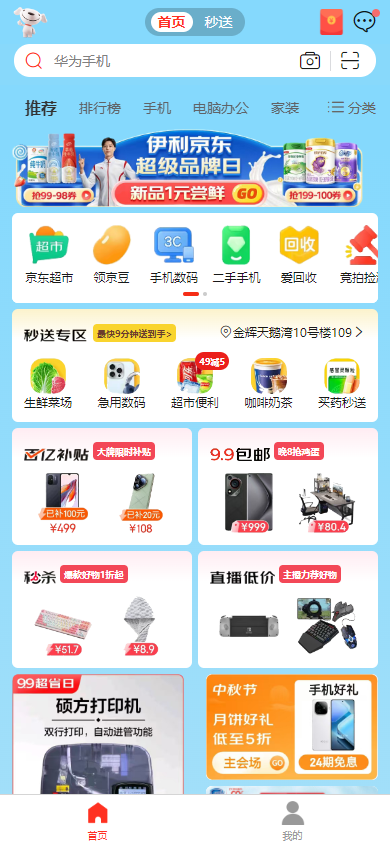 首页 秒送
华为手机
推荐 排行榜 手机 电脑办公 家装 分类
伊利京东
超级品牌日
抢99-98券 新品1元尝鲜 GO 抢199-100券
超市 3C 回收
京东超市 领京豆 手机数码 二手手机 爱回收 竞拍捡
秒送专区 最快9分钟送到手> 金辉天鹅湾10号楼109
49减5
生鲜菜场 急用数码 超市便利 咖啡奶茶 买药秒送
百亿补贴 大牌限时补贴
已补100元 已补20元
¥499 ¥108
9.9包邮 晚8抢鸿蛋
¥999 ¥80.4
秒杀 爆款好物1折起
¥51.7 ¥8.9
直播低价 主播力荐好物
99超省日
硕方打印机
双行打印，自动进管功能
中秋节 手机好礼
月饼好礼
低至5折
主会场 GO 24期免息
首页 我的